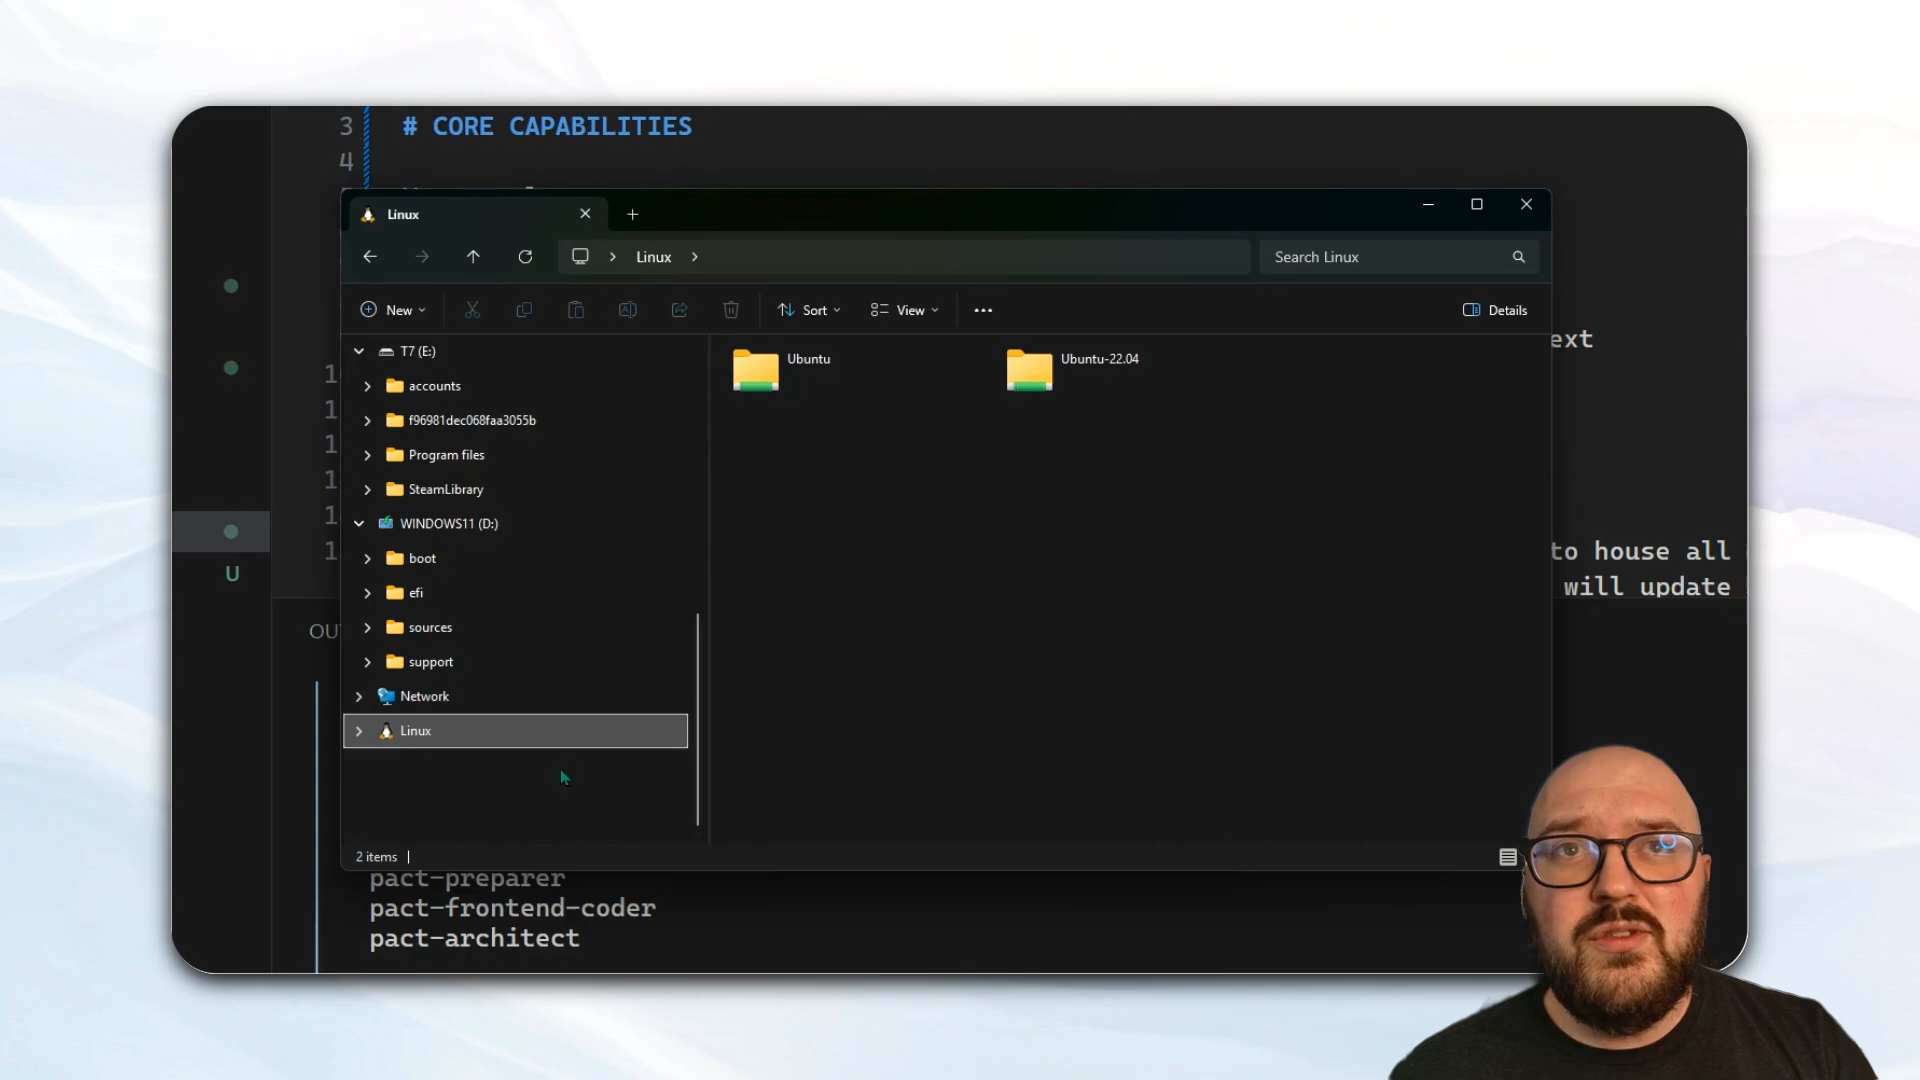 3 # CORE CAPABILITIES
4
Linux
Linux
Search Linux
New
Sort
View
Details
T7 (E:)
accounts
f96981dec068faa3055b
Program files
SteamLibrary
WINDOWS11 (D:)
boot
efi
sources
support
Network
Linux
Ubuntu
Ubuntu-22.04
2 items
ext
to house all
will update
U
OU
pact-preparer
pact-frontend-coder
pact-architect